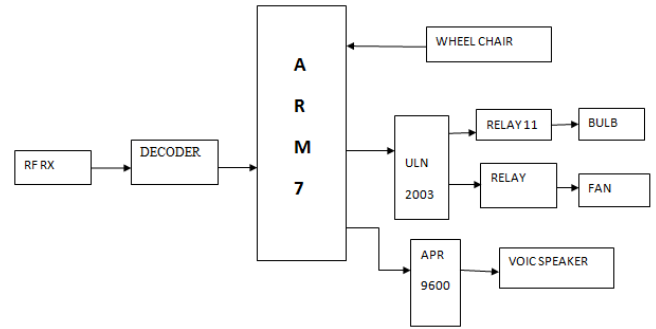 A
R
M
7
WHEEL CHAIR
RELAY 11
BULB
DECODER
RF RX
ULN
2003
RELAY
FAN
APR
9600
VOIC SPEAKER